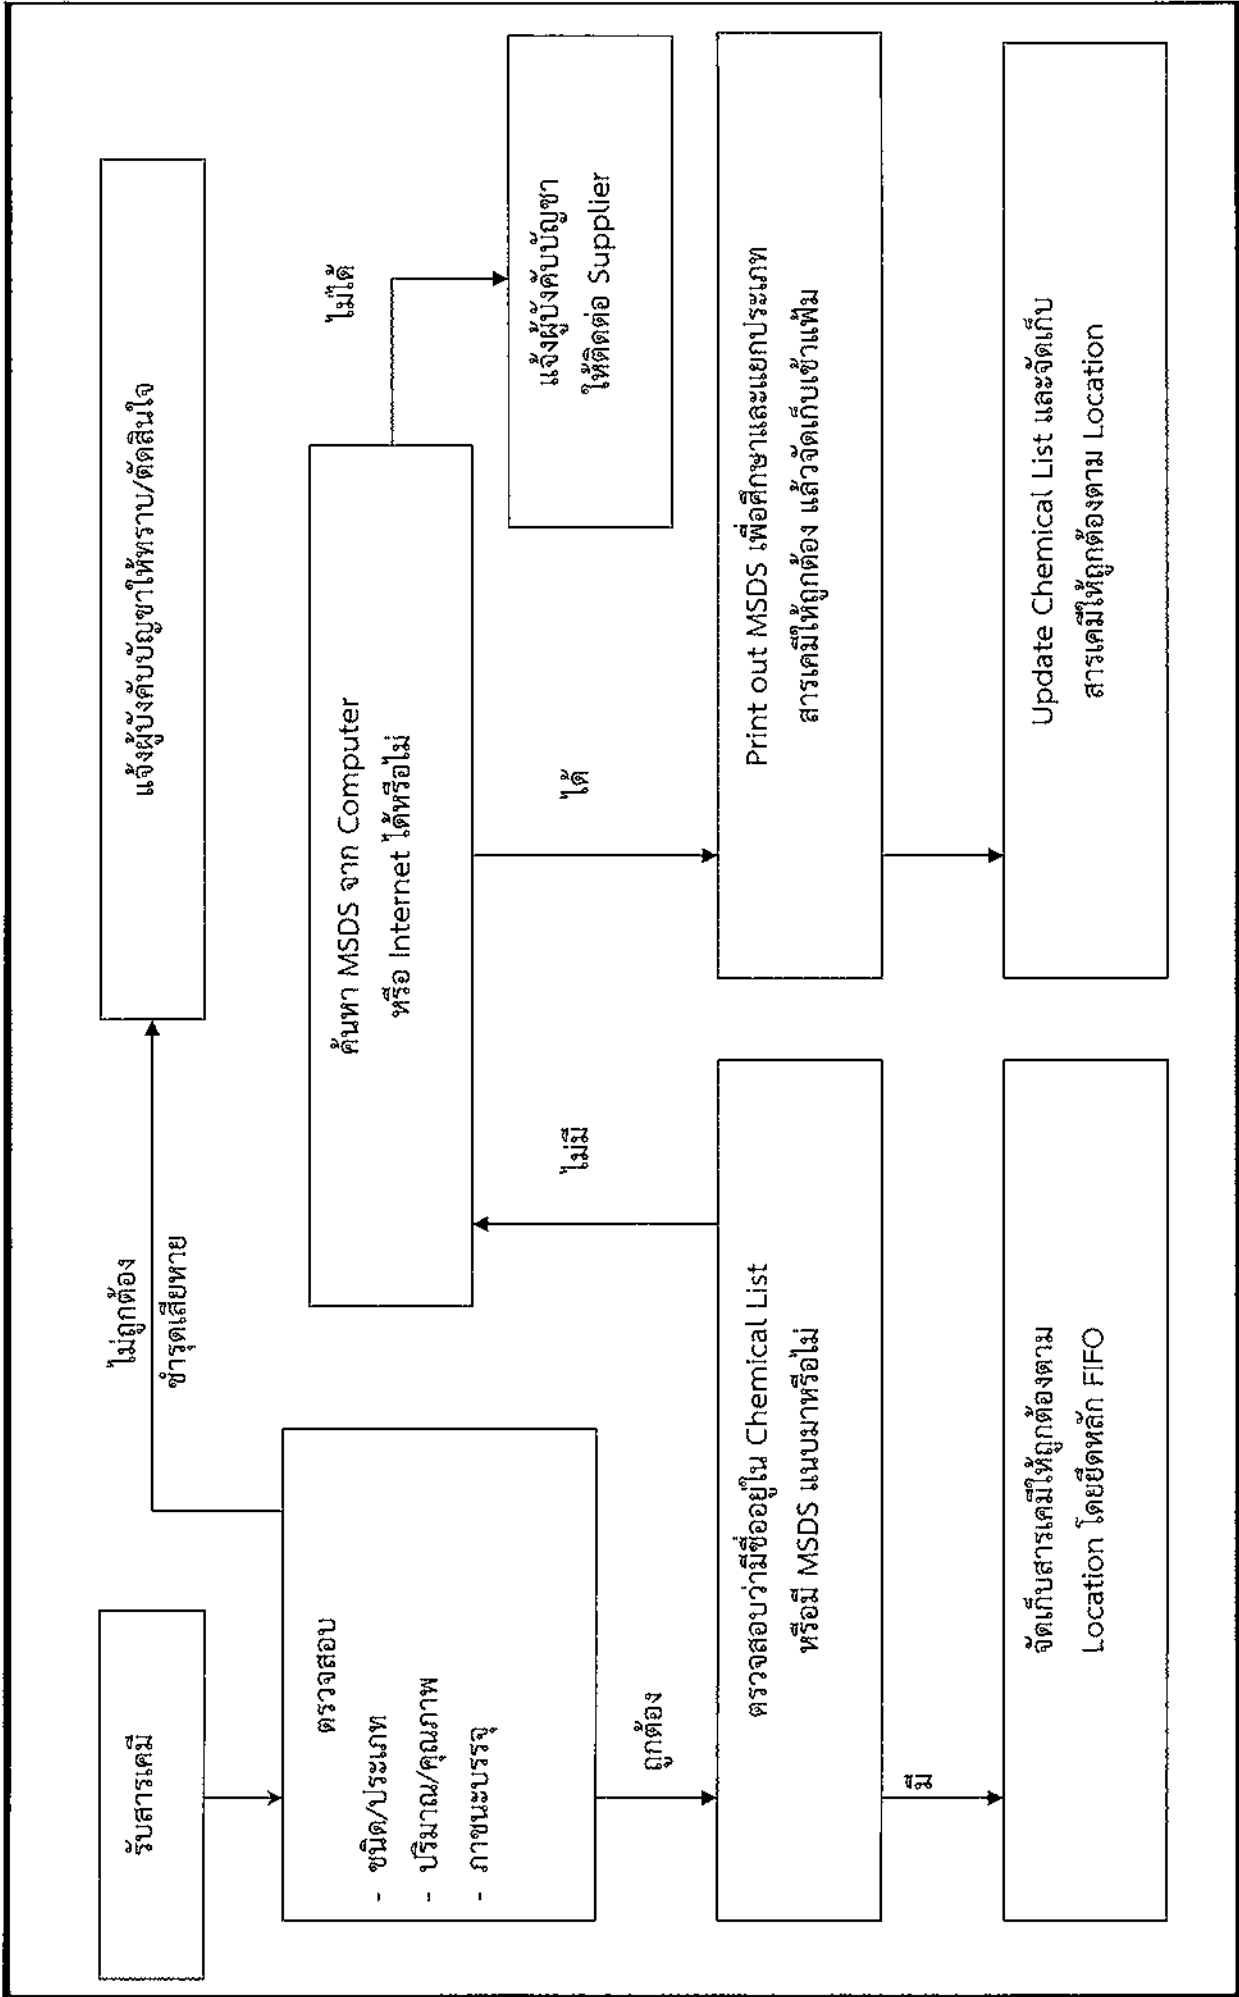 รับสารเคมี
ไม่ถูกต้อง
ชำรุดเสียหาย
แจ้งผู้บังคับบัญชาให้ทราบ/ตัดสินใจ
ตรวจสอบ
- ชนิด/ประเภท
- ปริมาณ/คุณภาพ
- ภาชนะบรรจุ
ค้นหา MSDS จาก Computer
หรือ Internet ได้หรือไม่
ไม่ได้
แจ้งผู้บังคับบัญชา
ให้ติดต่อ Supplier
ถูกต้อง
ไม่มี
ได้
ตรวจสอบว่ามีชื่ออยู่ใน Chemical List
หรือมี MSDS แนบมาหรือไม่
Print out MSDS เพื่อศึกษาและแยกประเภท
สารเคมีให้ถูกต้อง แล้วจัดเก็บเข้าแฟ้ม
มี
จัดเก็บสารเคมีให้ถูกต้องตาม
Location โดยยึดหลัก FIFO
Update Chemical List และจัดเก็บ
สารเคมีให้ถูกต้องตาม Location